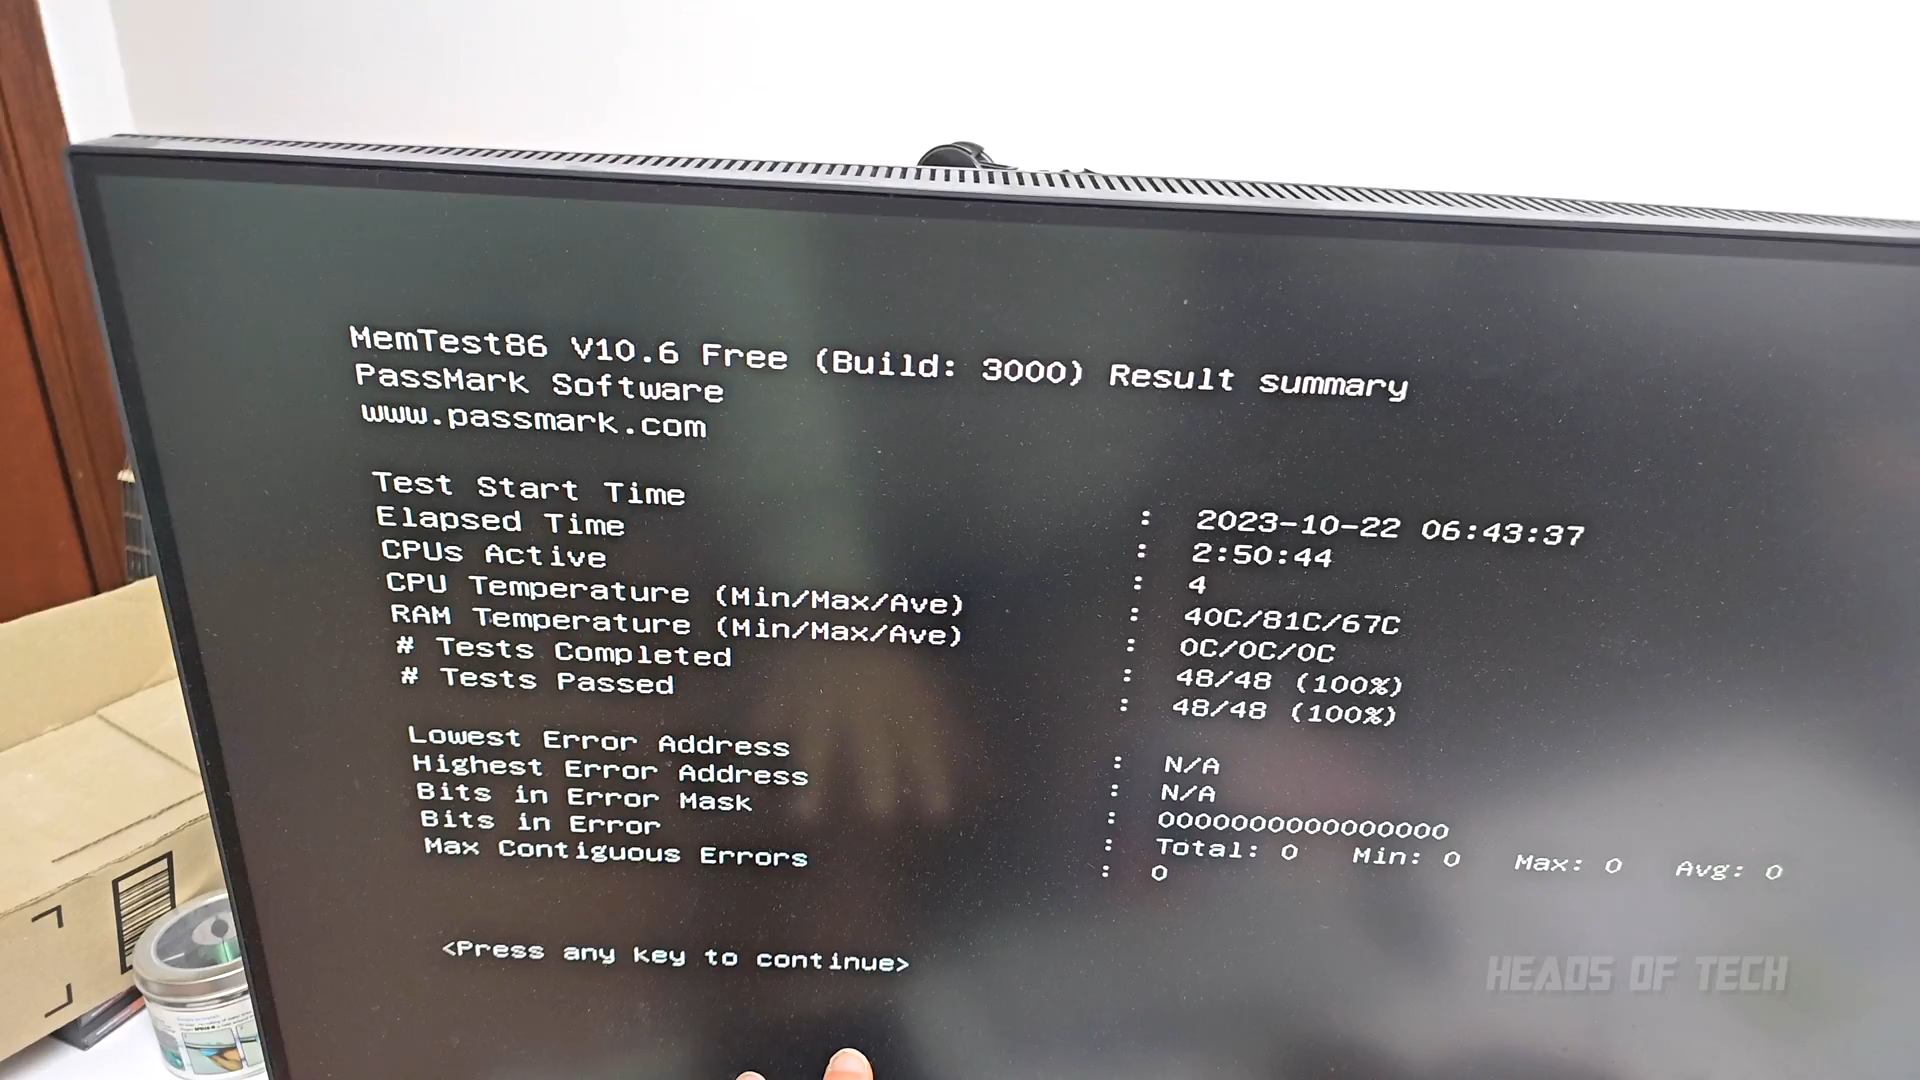 MemTest86 V10.6 Free (Build: 3000) Result summary
PassMark Software
www.passmark.com
Test Start Time : 2023-10-22 06:43:37
Elapsed Time : 2:50:44
CPUs Active : 4
CPU Temperature (Min/Max/Ave) : 40C/81C/67C
RAM Temperature (Min/Max/Ave) : 0C/0C/0C
# Tests Completed : 48/48 (100%)
# Tests Passed : 48/48 (100%)
Lowest Error Address : N/A
Highest Error Address : N/A
Bits in Error Mask : 0000000000000000
Bits in Error : Total: 0 Min: 0 Max: 0 Avg: 0
Max Contiguous Errors : 0
<Press any key to continue>
HEADS OF TECH